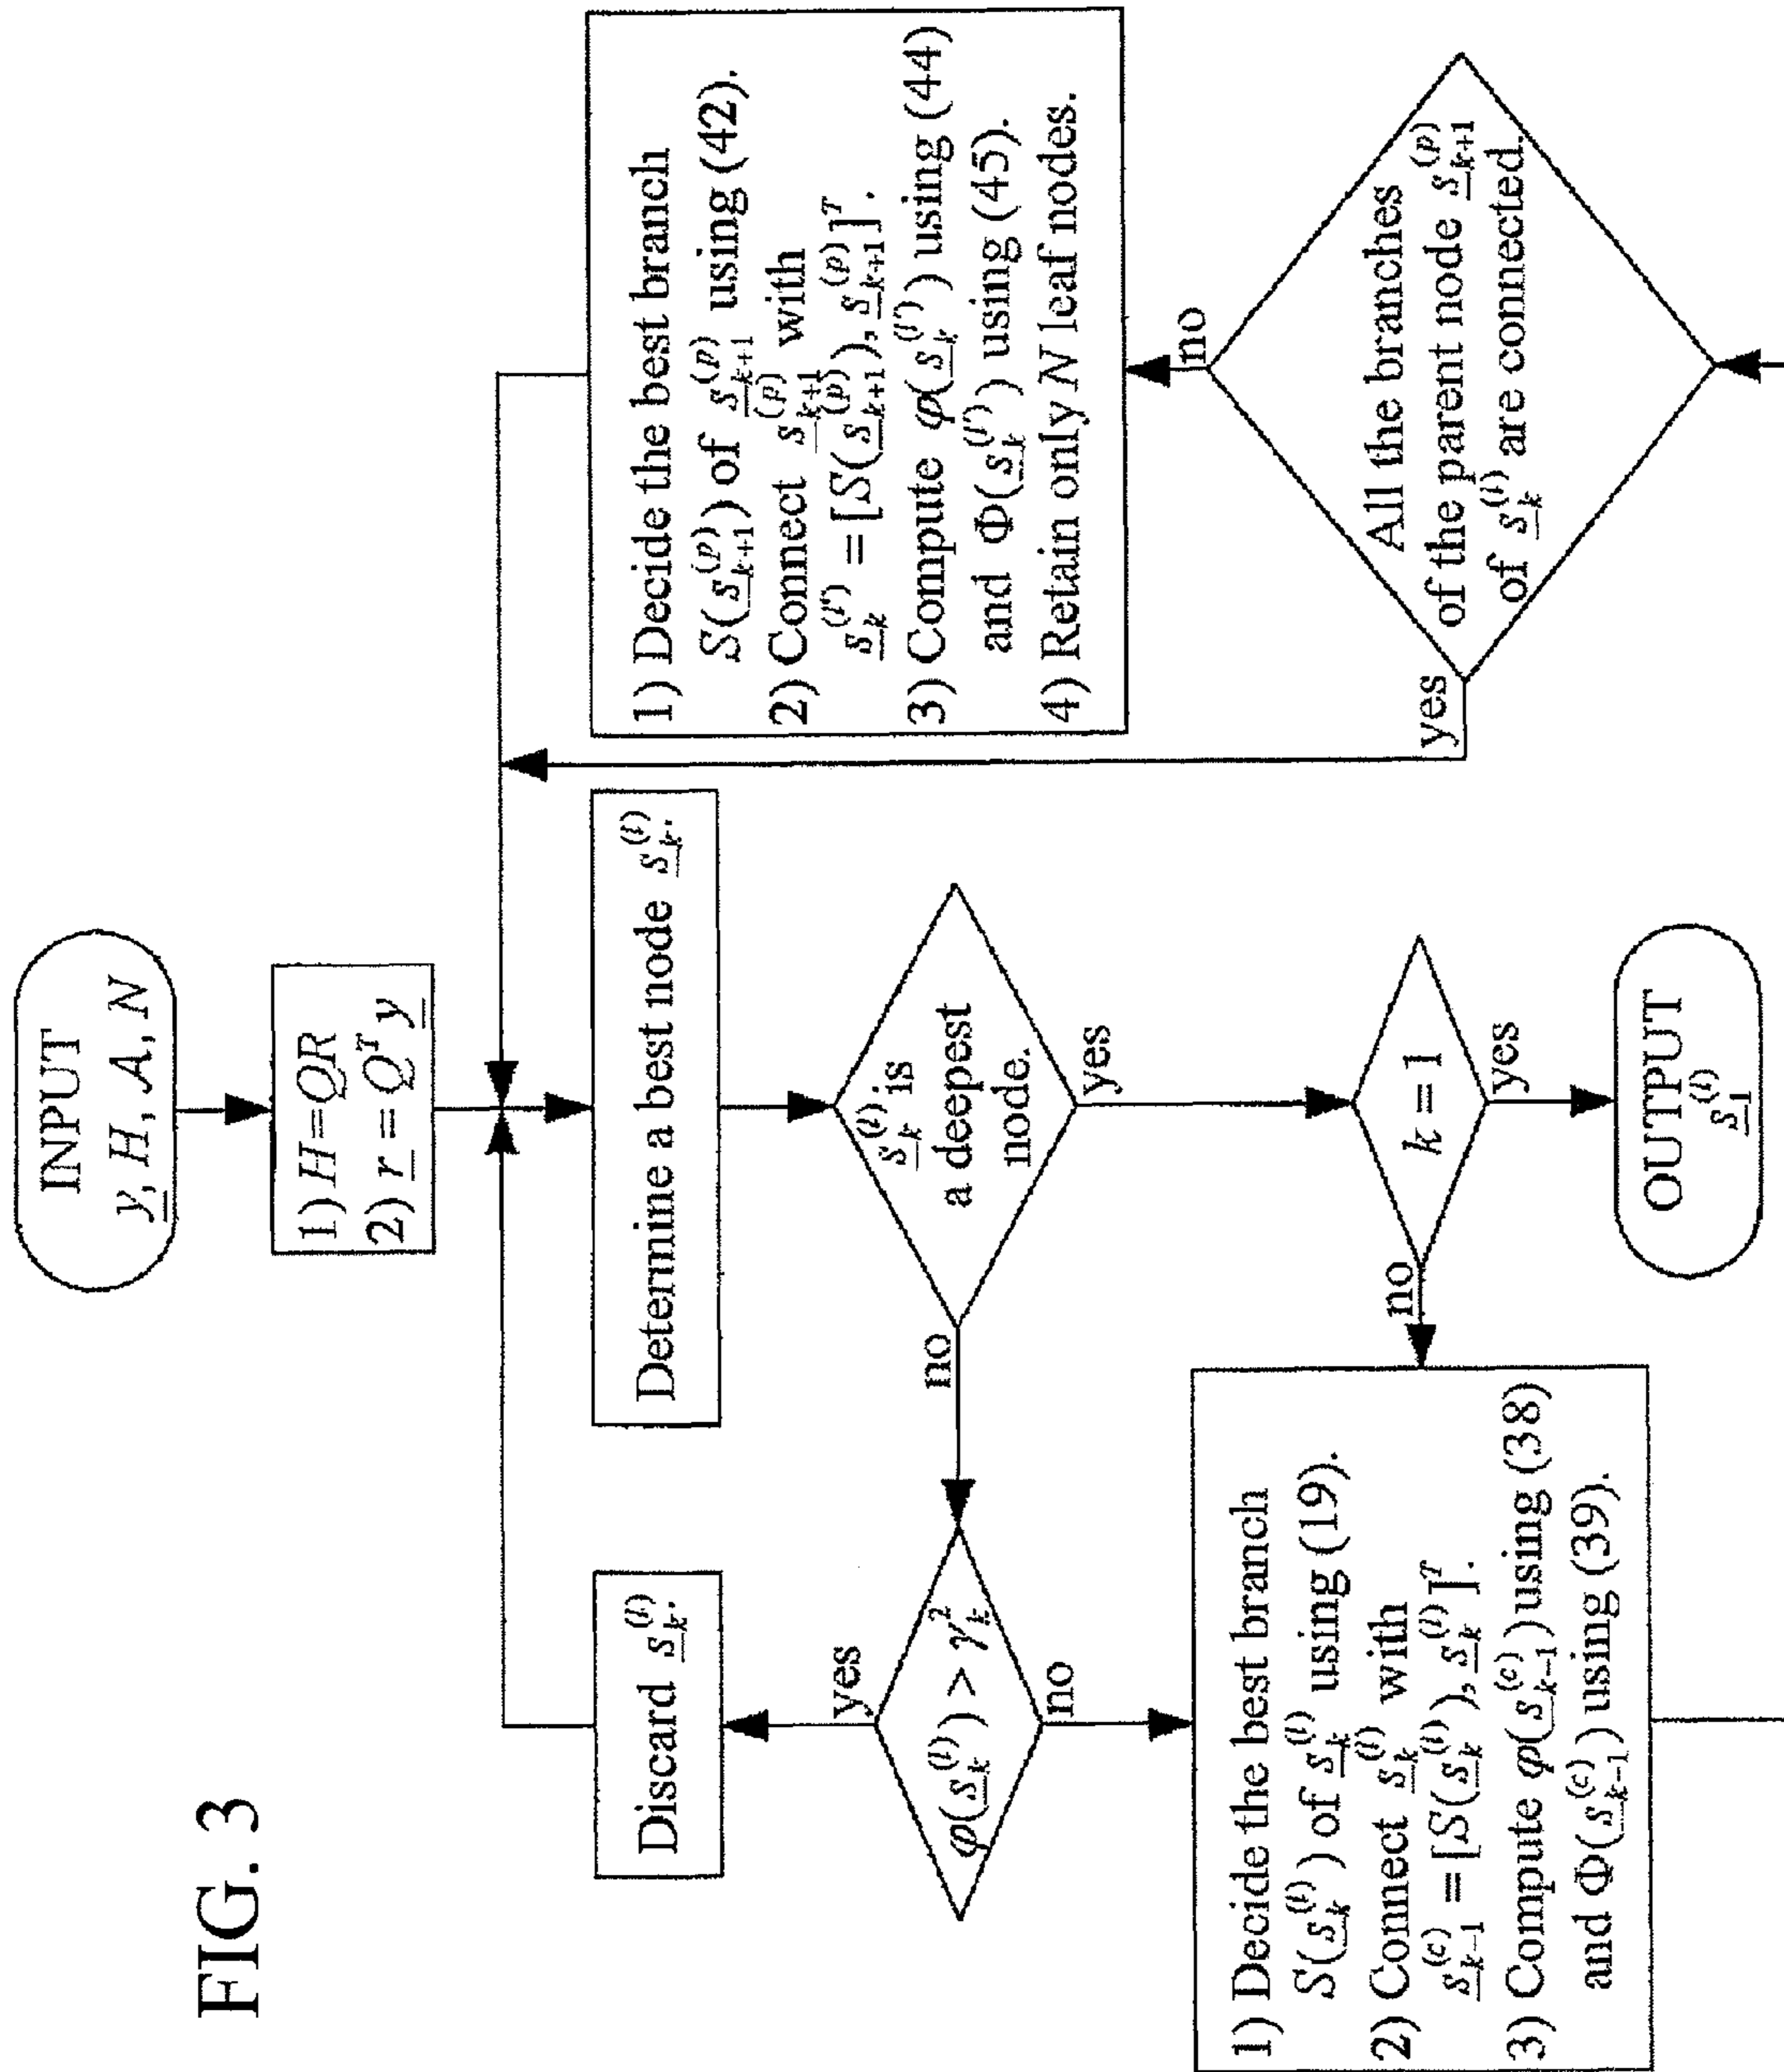 FIG. 3
INPUT
y, H, A, N
1) H=QR
2) r = Q^T y
Determine a best node s_k^(l).
s_k^(l) is
a deepest
node.
no
yes
Discard s_k^(l).
yes
φ(s_k^(l)) > γ_k^2
no
k = 1
no
yes
OUTPUT
s_1^(l)
1) Decide the best branch
S(s_k^(l)) of s_k^(l) using (19).
2) Connect s_k^(l) with
s_{k-1}^(c) = [S(s_k^(l)), s_k^(l)]^T.
3) Compute φ(s_{k-1}^(c)) using (38)
and Φ(s_{k-1}^(c)) using (39).
All the branches
of the parent node s_{k+1}^(p)
of s_k^(l) are connected.
yes
no
1) Decide the best branch
S(s_{k+1}^(p)) of s_{k+1}^(p) using (42).
2) Connect s_{k+1}^(p) with
s_k^(l') = [S(s_{k+1}^(p)), s_{k+1}^(p)]^T.
3) Compute φ(s_k^(l')) using (44)
and Φ(s_k^(l')) using (45).
4) Retain only N leaf nodes.